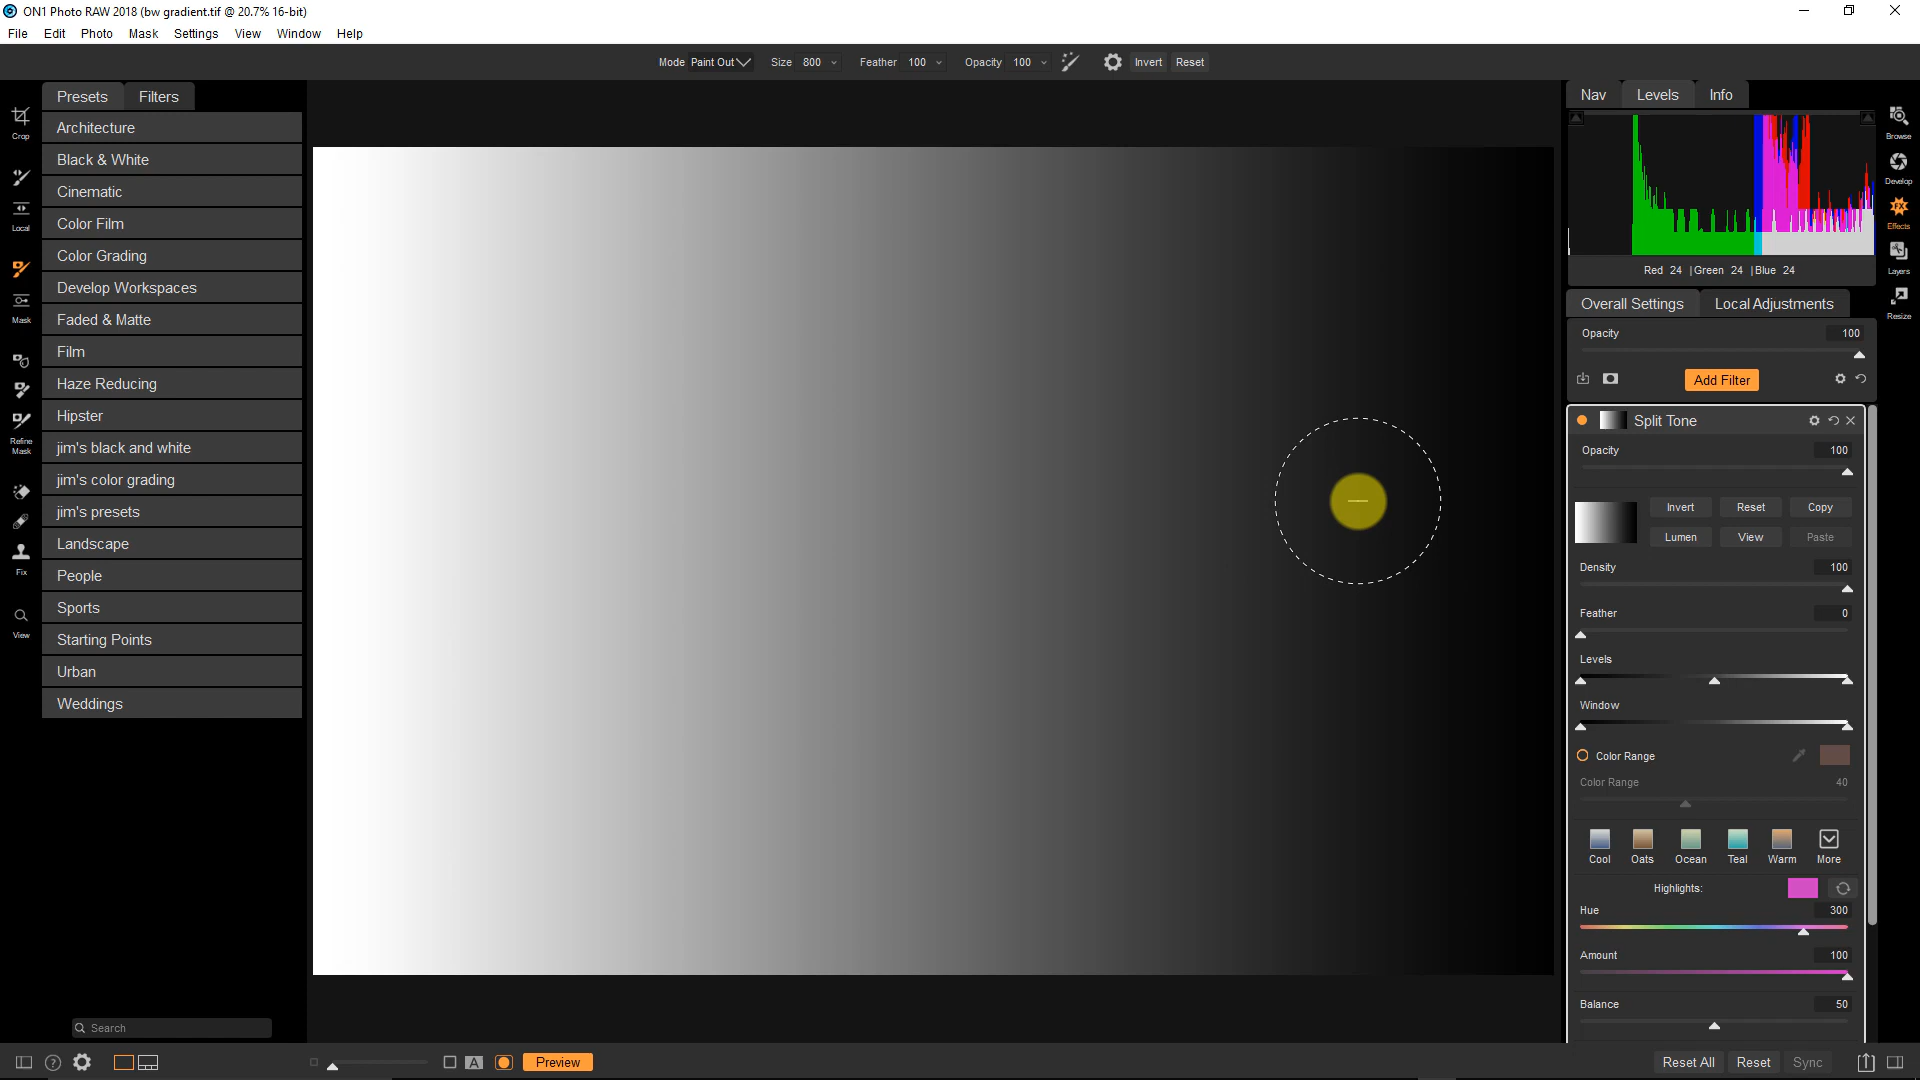 ON1 Photo RAW 2018 (bw gradient.tif @ 20.7% 16-bit)
File Edit Photo Mask Settings View Window Help
Mode Paint Out Size 800 Feather 100 Opacity 100 Invert Reset
Presets Filters
Architecture
Black & White
Cinematic
Color Film
Color Grading
Develop Workspaces
Faded & Matte
Film
Haze Reducing
Hipster
jim's black and white
jim's color grading
jim's presets
Landscape
People
Sports
Starting Points
Urban
Weddings
Search
Crop
Local
Mask
Refine
Mask
Fix
View
Nav Levels Info
Red 24 |Green 24 |Blue 24
Overall Settings Local Adjustments
Opacity 100
Add Filter
Split Tone
Opacity 100
Invert Reset Copy
Lumen View Paste
Density 100
Feather 0
Levels
Window
Color Range
Color Range 40
Cool Oats Ocean Teal Warm More
Highlights:
Hue 300
Amount 100
Balance 50
Browse
Develop
FX
Effects
Layers
Resize
A Preview
Reset All Reset Sync